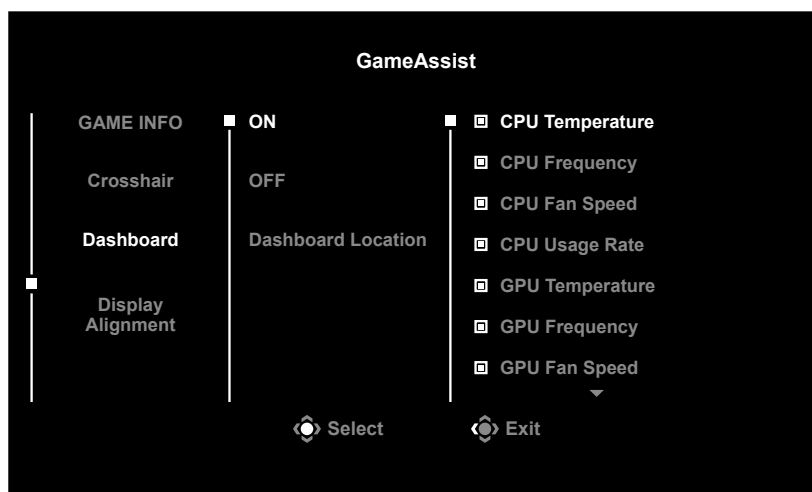 GameAssist
GAME INFO
Crosshair
Dashboard
Display
Alignment
ON
OFF
Dashboard Location
CPU Temperature
CPU Frequency
CPU Fan Speed
CPU Usage Rate
GPU Temperature
GPU Frequency
GPU Fan Speed
Select
Exit